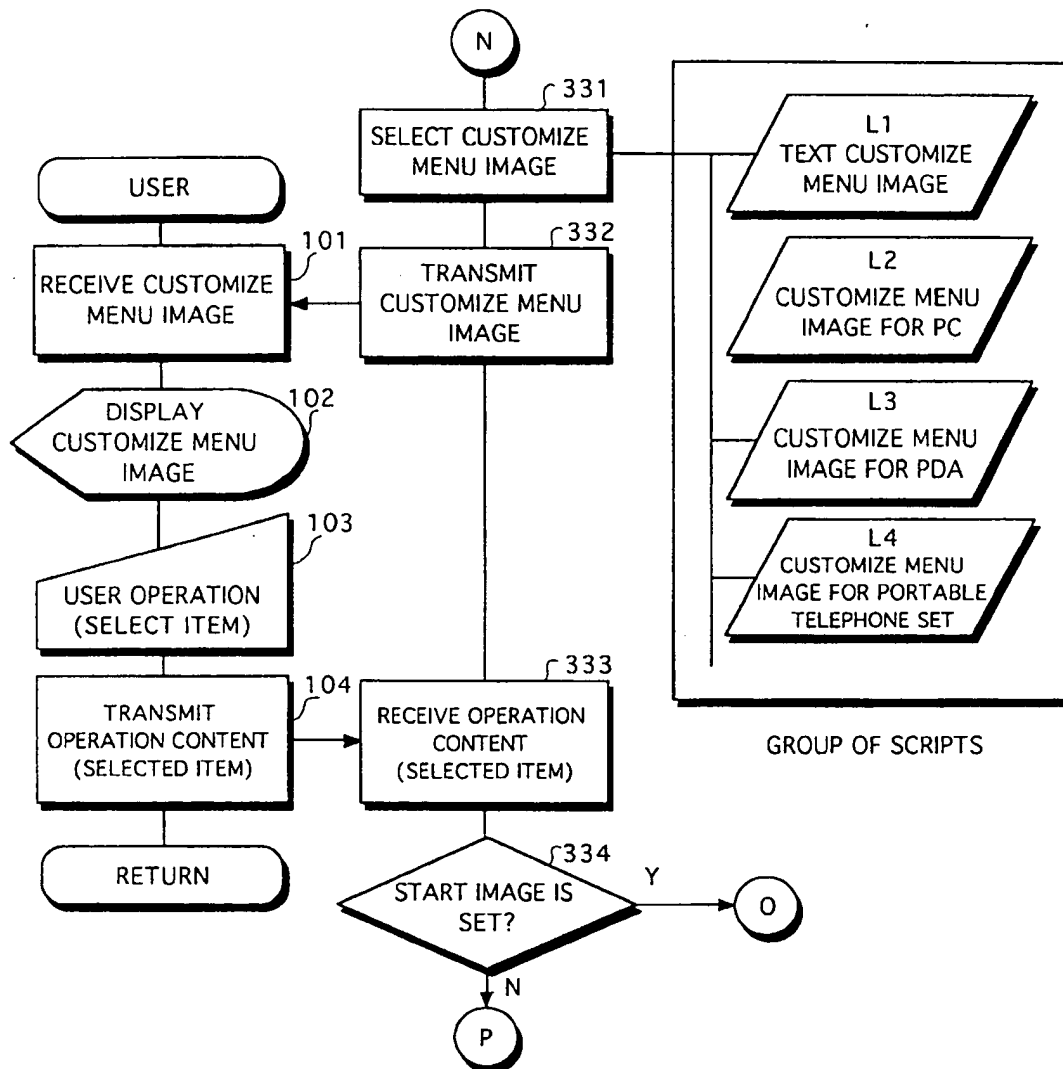 N
331
SELECT CUSTOMIZE
MENU IMAGE
L1
TEXT CUSTOMIZE
MENU IMAGE
USER
101
RECEIVE CUSTOMIZE
MENU IMAGE
332
TRANSMIT
CUSTOMIZE MENU
IMAGE
L2
CUSTOMIZE MENU
IMAGE FOR PC
DISPLAY
CUSTOMIZE MENU
IMAGE
102
L3
CUSTOMIZE MENU
IMAGE FOR PDA
103
USER OPERATION
(SELECT ITEM)
L4
CUSTOMIZE MENU
IMAGE FOR PORTABLE
TELEPHONE SET
104
TRANSMIT
OPERATION CONTENT
(SELECTED ITEM)
333
RECEIVE OPERATION
CONTENT
(SELECTED ITEM)
GROUP OF SCRIPTS
RETURN
334
START IMAGE IS
SET?
Y
O
N
P